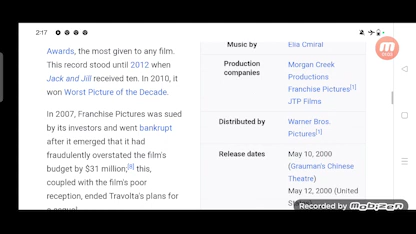 2:17
Awards, the most given to any film.
This record stood until 2012 when
Jack and Jill received ten. In 2010, it
won Worst Picture of the Decade.
In 2007, Franchise Pictures was sued
by its investors and went bankrupt
after it emerged that it had
fraudulently overstated the film's
budget by $31 million;[8] this,
coupled with the film's poor
reception, ended Travolta's plans for
a sequel.
Music by Elia Cmiral
Production companies
Morgan Creek
Productions
Franchise Pictures[1]
JTP Films
Distributed by Warner Bros.
Pictures[1]
Release dates May 10, 2000
(Grauman's Chinese
Theatre)
May 12, 2000 (United
Recorded by
Mobizen